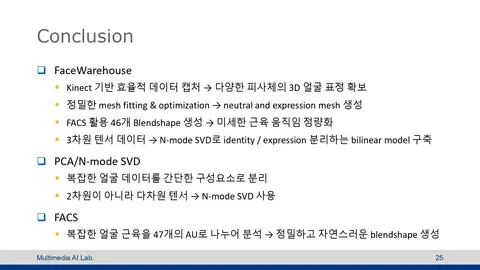 Conclusion
FaceWarehouse
Kinect 기반 효율적 데이터 캡처 → 다양한 피사체의 3D 얼굴 표정 확보
정밀한 mesh fitting & optimization → neutral and expression mesh 생성
FACS 활용 46개 Blendshape 생성 → 미세한 근육 움직임 정량화
3차원 텐서 데이터 → N-mode SVD로 identity / expression 분리하는 bilinear model 구축
PCA/N-mode SVD
복잡한 얼굴 데이터를 간단한 구성요소로 분리
2차원이 아니라 다차원 텐서 → N-mode SVD 사용
FACS
복잡한 얼굴 근육을 47개의 AU로 나누어 분석 → 정밀하고 자연스러운 blendshape 생성
Multimedia AI Lab.
25